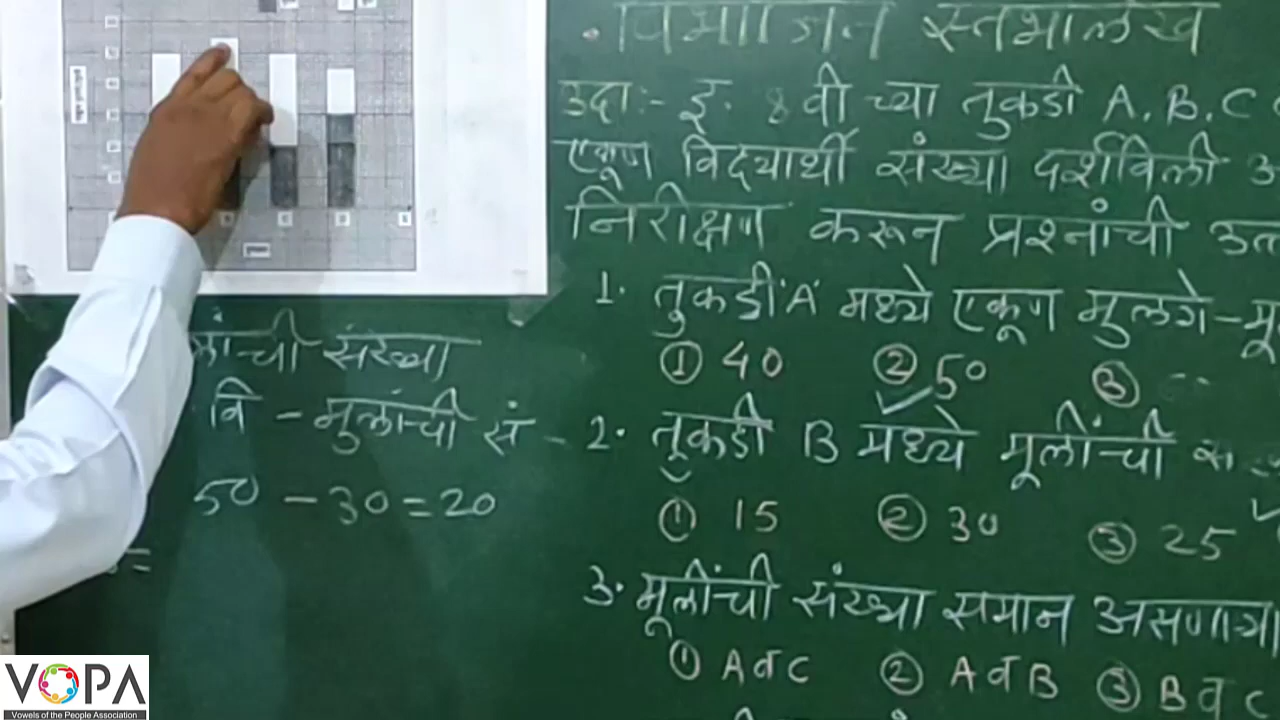 विभाजित स्तंभालेख
उदा:- इ. 8 वी च्या तुकडी A. B. C
एकूण विद्यार्थी संख्या दर्शविली
निरीक्षण करून प्रश्नांची
1. तुकडी 'A' मध्ये एकूण मुलगे -
① 40 ② 50 ③
2. तूकडी B मध्ये मूलींची
① 15 ② 30 ③ 25
3. मूलींची संख्या समान असणाऱ्या
① A व C ② A व B ③ B व C
संख्या
वि - मुलांची सं -
50 - 30 = 20
VOPA
Vowels of the People Association